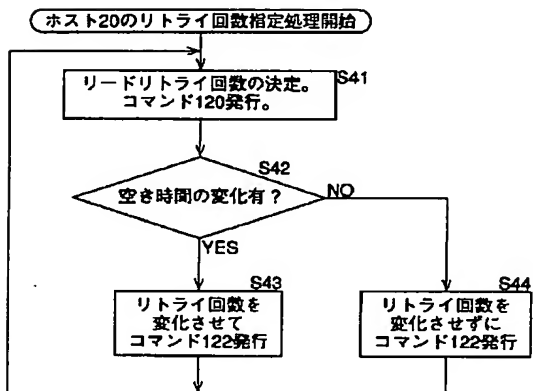 ホスト20のリトライ回数指定処理開始
S41
リードリトライ回数の決定。
コマンド120発行。
S42
空き時間の変化有?
NO
YES
S43
リトライ回数を
変化させて
コマンド122発行
S44
リトライ回数を
変化させずに
コマンド122発行